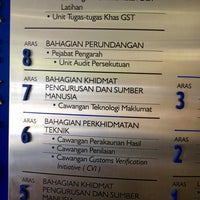 Latihan
• Unit Tugas-tugas Khas GST
ARAS
8
BAHAGIAN PERUNDANGAN
• Pejabat Pengarah
• Unit Audit Persekutuan
ARAS
7
BAHAGIAN KHIDMAT
PENGURUSAN DAN SUMBER
MANUSIA
• Cawangan Teknologi Maklumat
ARAS
3
ARAS
6
BAHAGIAN PERKHIDMATAN
TEKNIK
• Cawangan Perakaunan Hasil
• Cawangan Penilaian
• Cawangan Customs Verification
Initiative ( CVI )
ARAS
2
ARAS
5
BAHAGIAN KHIDMAT
PENGURUSAN DAN SUMBER
MANUSIA
ARAS
1